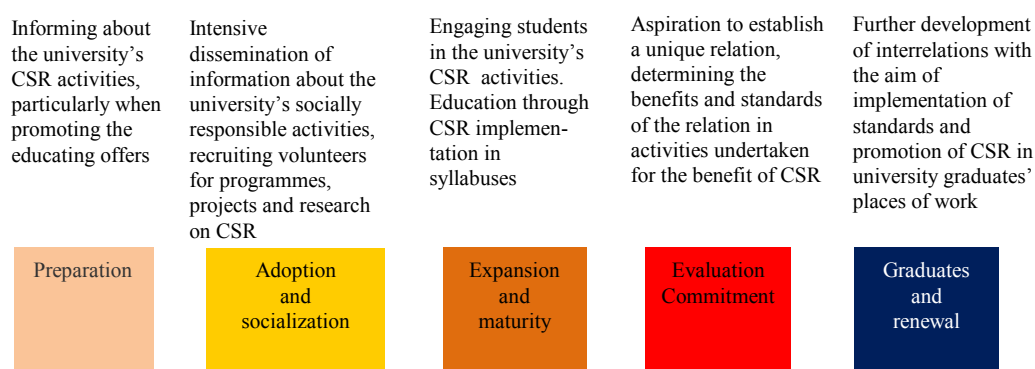 Informing about
the university's
CSR activities,
particularly when
promoting the
educating offers
Intensive
dissemination of
information about the
university's socially
responsible activities,
recruiting volunteers
for programmes,
projects and research
on CSR
Engaging students
in the university's
CSR activities.
Education through
CSR implemen-
tation in
syllabuses
Aspiration to establish
a unique relation,
determining the
benefits and standards
of the relation in
activities undertaken
for the benefit of CSR
Further development
of interrelations with
the aim of
implementation of
standards and
promotion of CSR in
university graduates'
places of work
Preparation
Adoption
and
socialization
Expansion
and
maturity
Evaluation
Commitment
Graduates
and
renewal